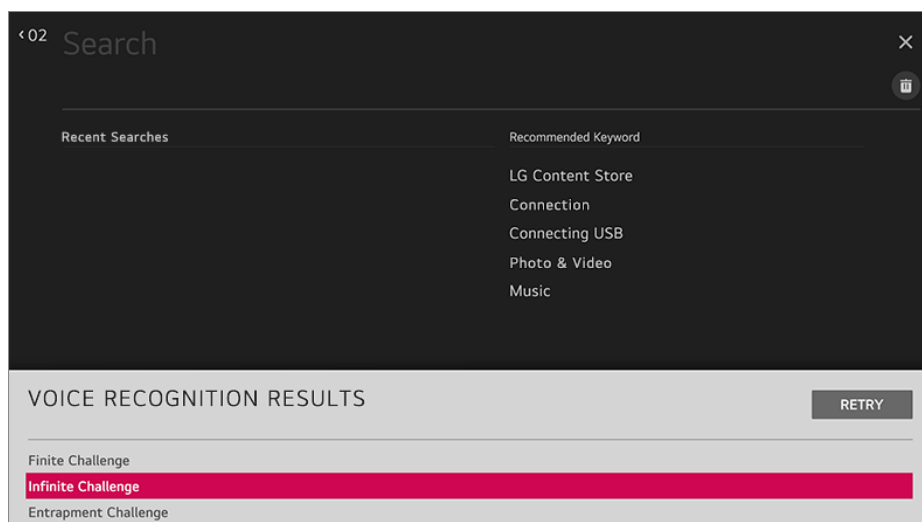 ‹02 Search
Recent Searches
Recommended Keyword
LG Content Store
Connection
Connecting USB
Photo & Video
Music
VOICE RECOGNITION RESULTS
RETRY
Finite Challenge
Infinite Challenge
Entrapment Challenge